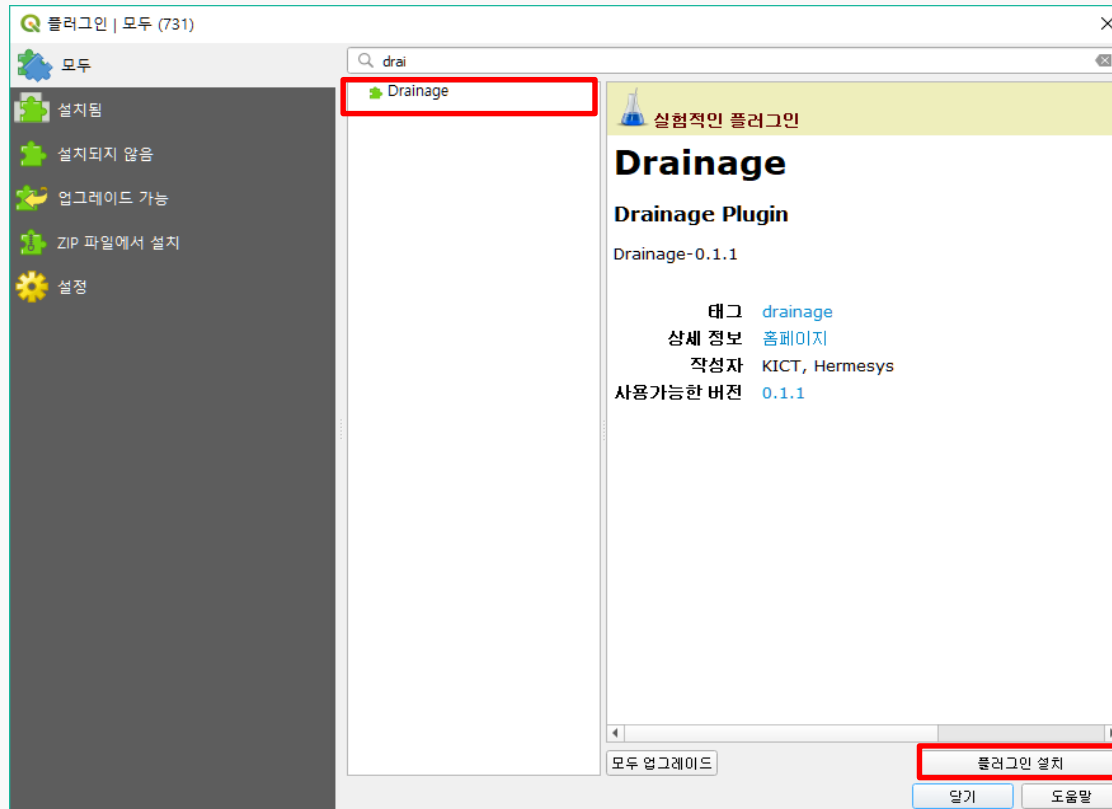 플러그인 | 모두 (731)
모두
설치됨
설치되지 않음
업그레이드 가능
ZIP 파일에서 설치
설정
drai
Drainage
실험적인 플러그인
Drainage
Drainage Plugin
Drainage-0.1.1
태그 drainage
상세 정보 홈페이지
작성자 KICT, Hermesys
사용가능한 버전 0.1.1
모두 업그레이드
플러그인 설치
닫기
도움말